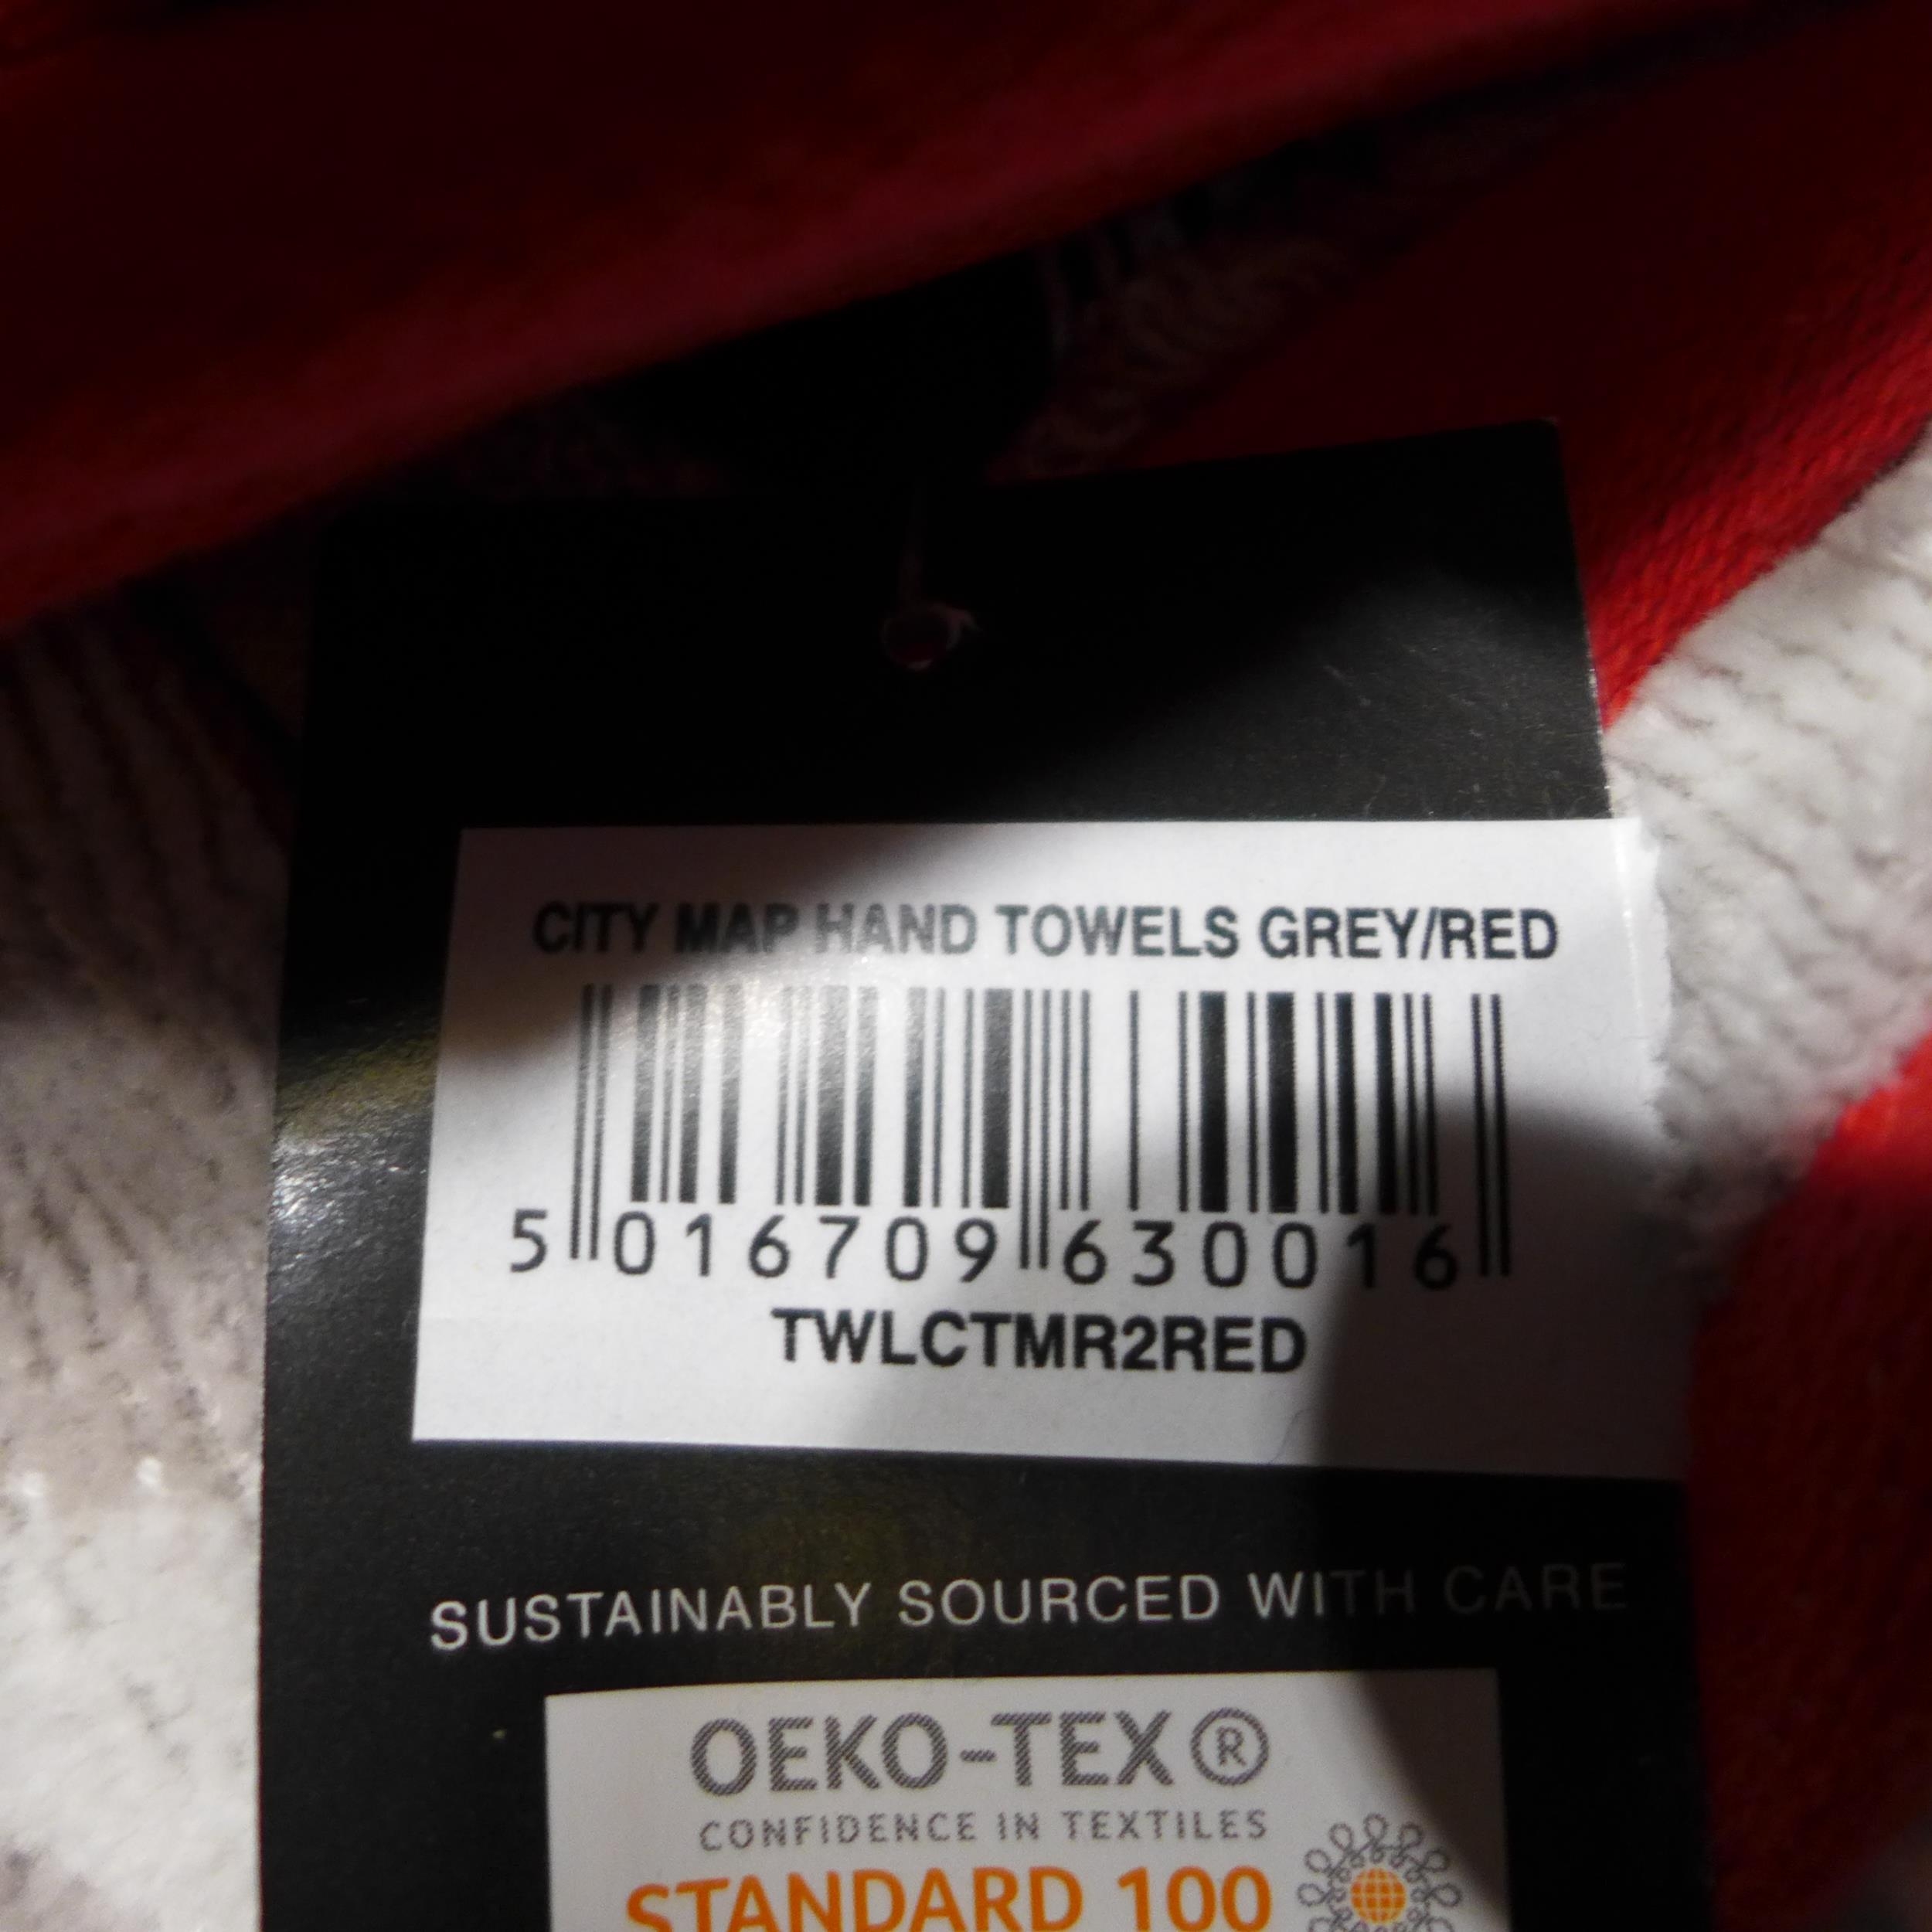 CITY MAP HAND TOWELS GREY/RED
5 016709 630016
TWLCTMR2RED
SUSTAINABLY SOURCED WITH CARE
OEKO-TEX®
CONFIDENCE IN TEXTILES
STANDARD 100